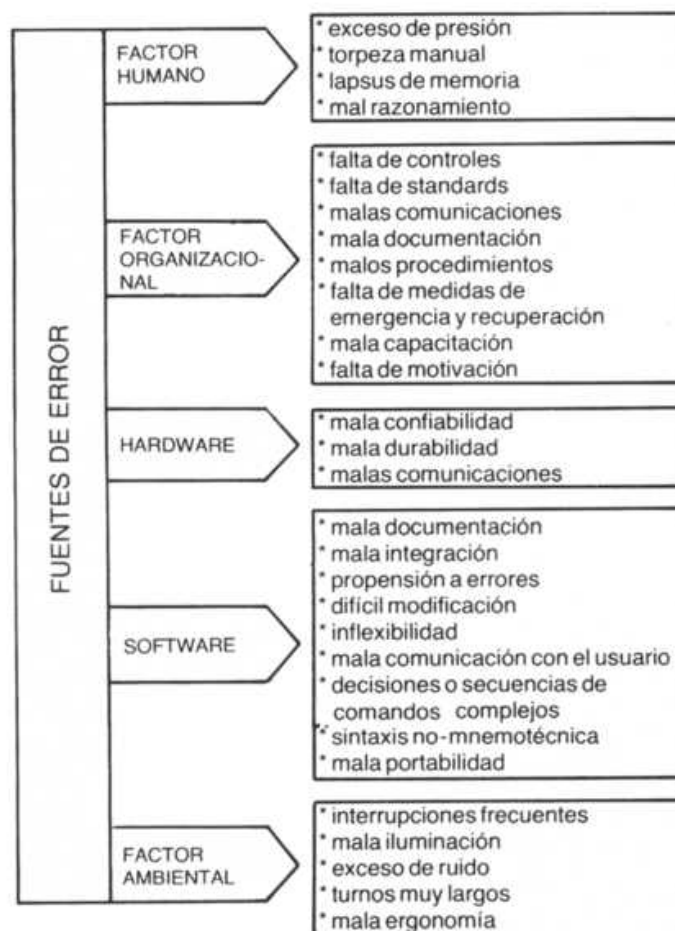 FUENTES DE ERROR
FACTOR
HUMANO
* exceso de presión
* torpeza manual
* lapsus de memoria
* mal razonamiento
FACTOR
ORGANIZACIO-
NAL
* falta de controles
* falta de standards
* malas comunicaciones
* mala documentación
* malos procedimientos
* falta de medidas de
emergencia y recuperación
* mala capacitación
* falta de motivación
HARDWARE
* mala confiabilidad
* mala durabilidad
* malas comunicaciones
SOFTWARE
* mala documentación
* mala integración
* propensión a errores
* difícil modificación
* inflexibilidad
* mala comunicación con el usuario
* decisiones o secuencias de
comandos complejos
* sintaxis no-mnemotécnica
* mala portabilidad
FACTOR
AMBIENTAL
* interrupciones frecuentes
* mala iluminación
* exceso de ruido
* turnos muy largos
* mala ergonomía